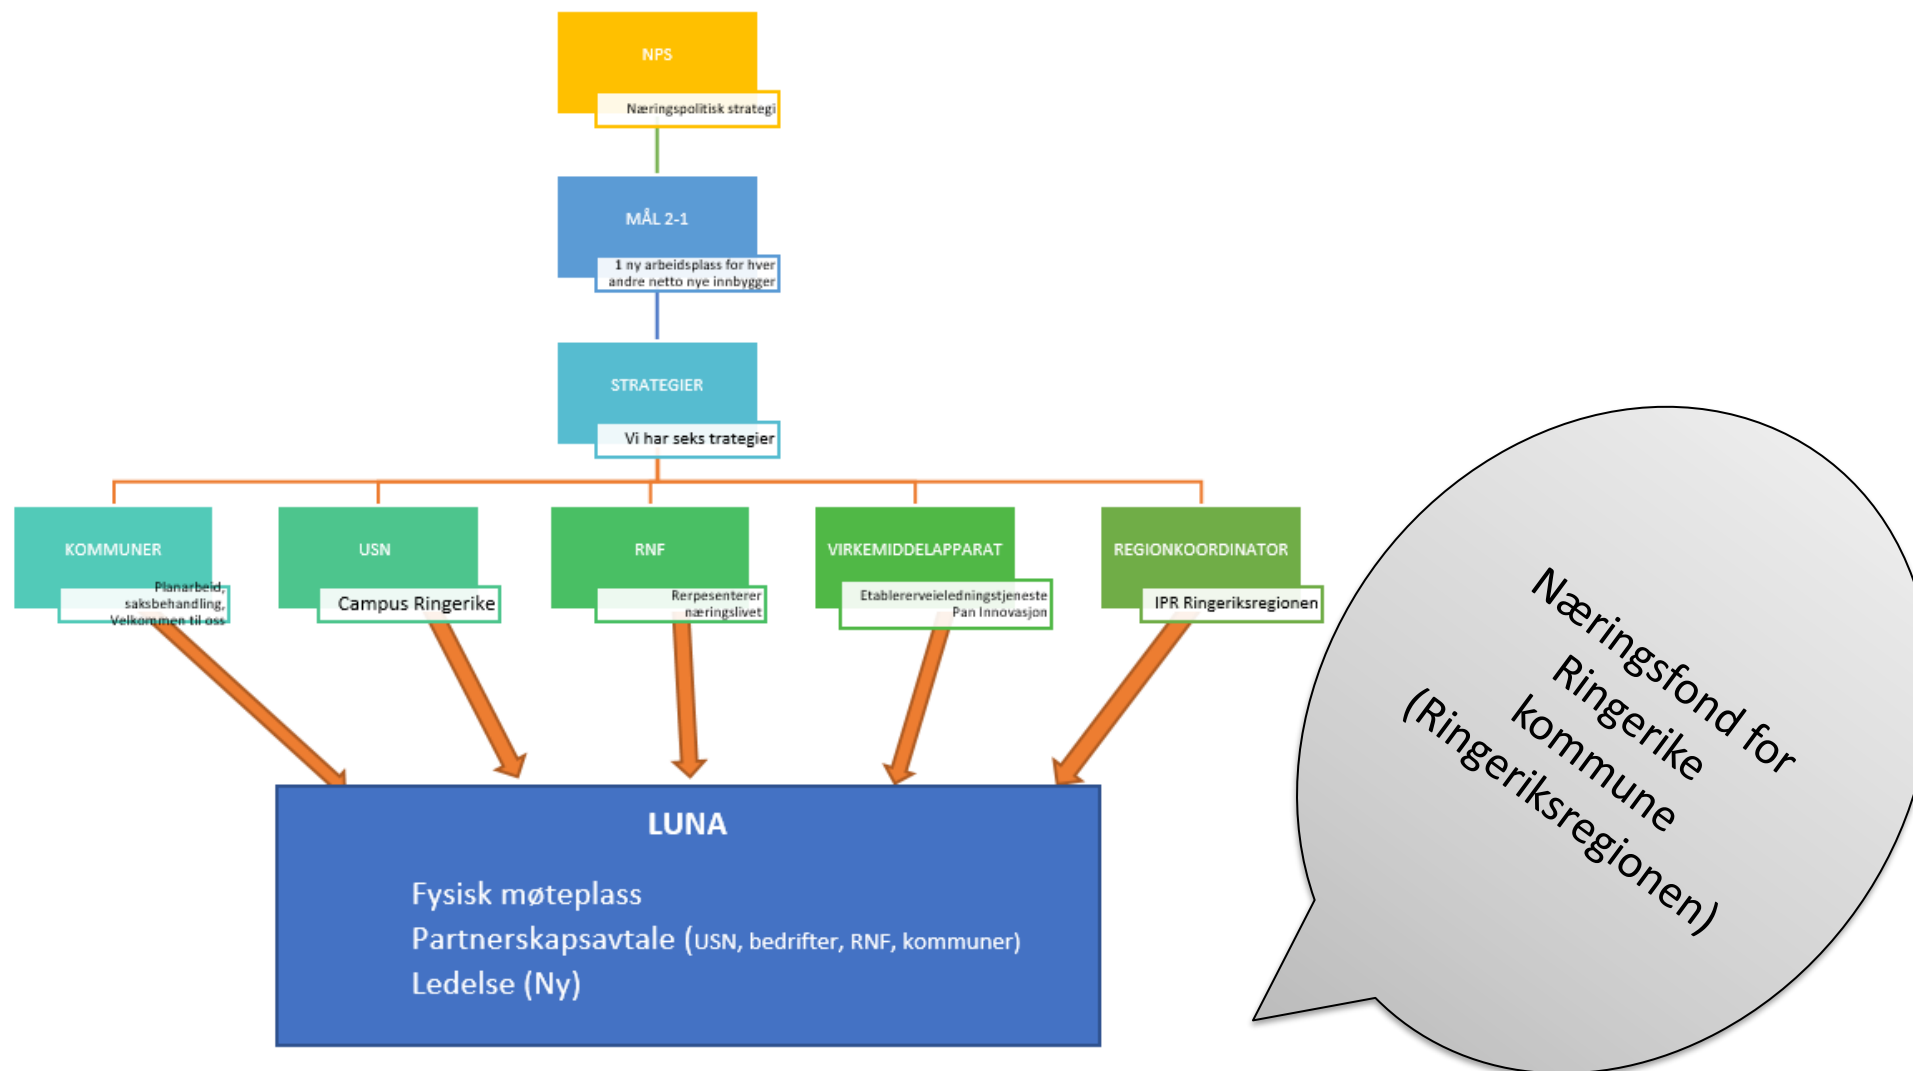 NPS
Næringspolitisk strategi
MÅL 2-1
1 ny arbeidsplass for hver
andre netto nye innbygger
STRATEGIER
Vi har seks trategier
KOMMUNER
Planarbeid,
saksbehandling,
Velkommen til oss
USN
Campus Ringerike
RNF
Rerpesenterer
næringslivet
VIRKEMIDDELAPPARAT
Etablererveieledningstjeneste
Pan Innovasjon
REGIONKOORDINATOR
IPR Ringeriksregionen
LUNA
Fysisk møteplass
Partnerskapsavtale (USN, bedrifter, RNF, kommuner)
Ledelse (Ny)
Næringsfond for
Ringerike
kommune
(Ringeriksregionen)